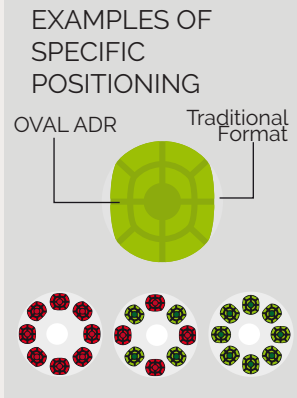 EXAMPLES OF
SPECIFIC
POSITIONING
OVAL ADR
Traditional
Format